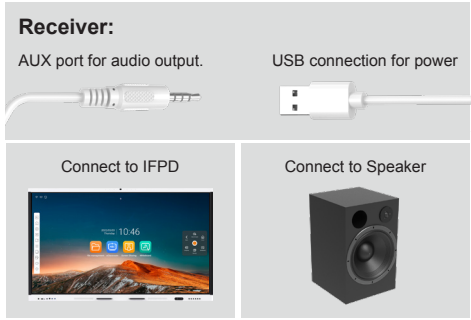 Receiver:
AUX port for audio output.
USB connection for power
Connect to IFPD
Connect to Speaker
10:46